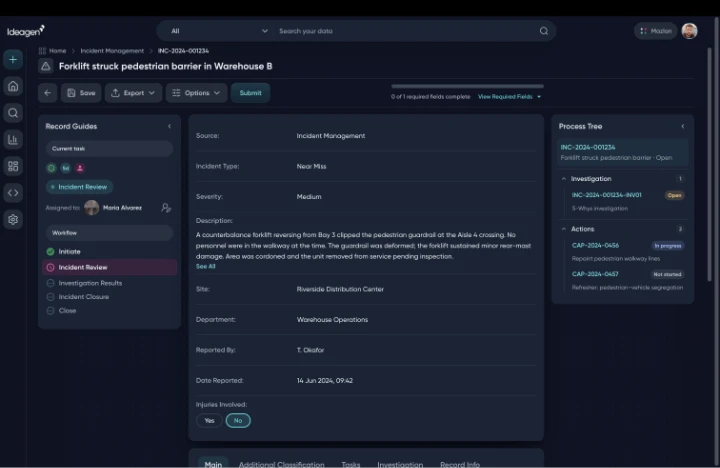 Ideagen
All
Search your data
Mazlan
Home > Incident Management > INC-2024-001234
Forklift struck pedestrian barrier in Warehouse B
Save
Export
Options
Submit
0 of 1 required fields complete
View Required Fields
Record Guides
Current task
Incident Review
Assigned to:
Maria Alvarez
Workflow
Initiate
Incident Review
Investigation Results
Incident Closure
Close
Source: Incident Management
Incident Type: Near Miss
Severity: Medium
Description:
A counterbalance forklift reversing from Bay 3 clipped the pedestrian guardrail at the Aisle 4 crossing. No
personnel were in the walkway at the time. The guardrail was deformed; the forklift sustained minor rear-mast
damage. Area was cordoned and the unit removed from service pending inspection.
See All
Site: Riverside Distribution Center
Department: Warehouse Operations
Reported By: T. Okafor
Date Reported: 14 Jun 2024, 09:42
Injuries Involved:
Yes No
Main Additional Classification Tasks Investigation Record Info
Process Tree
INC-2024-001234
Forklift struck pedestrian barrier · Open
Investigation 1
INC-2024-001234-INV01 Open
5-Whys investigation
Actions 2
CAP-2024-0456 In progress
Repaint pedestrian walkway lines
CAP-2024-0457 Not started
Refresher: pedestrian-vehicle segregation